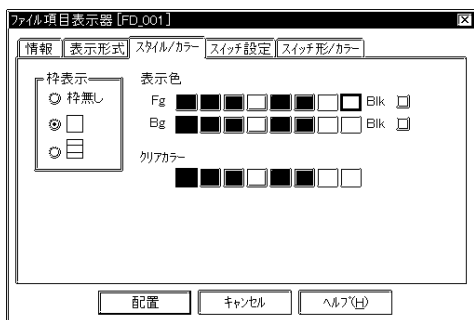 ファイル項目表示器 [FD_001]
情報 表示形式 スタイル/カラー スイッチ設定 スイッチ形/カラー
枠表示 表示色
枠無し Fg Blk
Bg Blk
クリアカラー
配置 キャンセル ヘルプ(H)